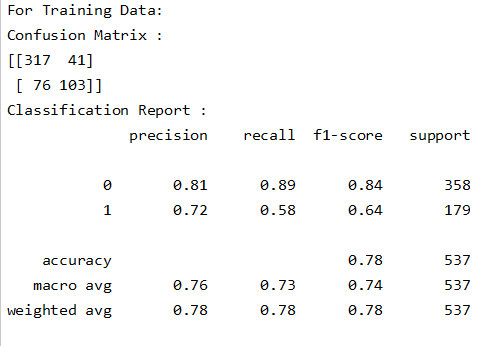 For Training Data:
Confusion Matrix :
[[317  41]
 [ 76 103]]
Classification Report :
              precision    recall  f1-score   support

           0       0.81      0.89      0.84       358
           1       0.72      0.58      0.64       179

    accuracy                           0.78       537
   macro avg       0.76      0.73      0.74       537
weighted avg       0.78      0.78      0.78       537